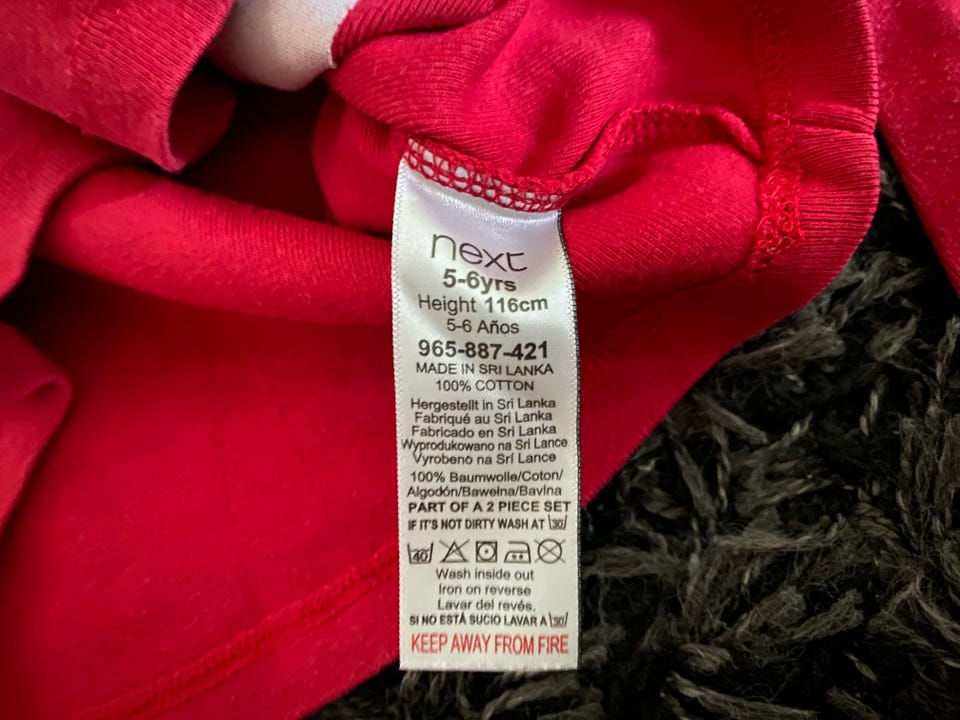 next
5-6yrs
Height 116cm
5-6 Años
965-887-421
MADE IN SRI LANKA
100% COTTON
Hergestellt in Sri Lanka
Fabriqué au Sri Lanka
Fabricado en Sri Lanka
Wyprodukowano na Sri Lance
Vyrobeno na Srí Lance
100% Baumwolle/Coton/
Algodón/Bawełna/Bavlna
PART OF A 2 PIECE SET
IF IT'S NOT DIRTY WASH AT 30
40
Wash inside out
Iron on reverse
Lavar del revés.
SI NO ESTÁ SUCIO LAVAR A 30
KEEP AWAY FROM FIRE